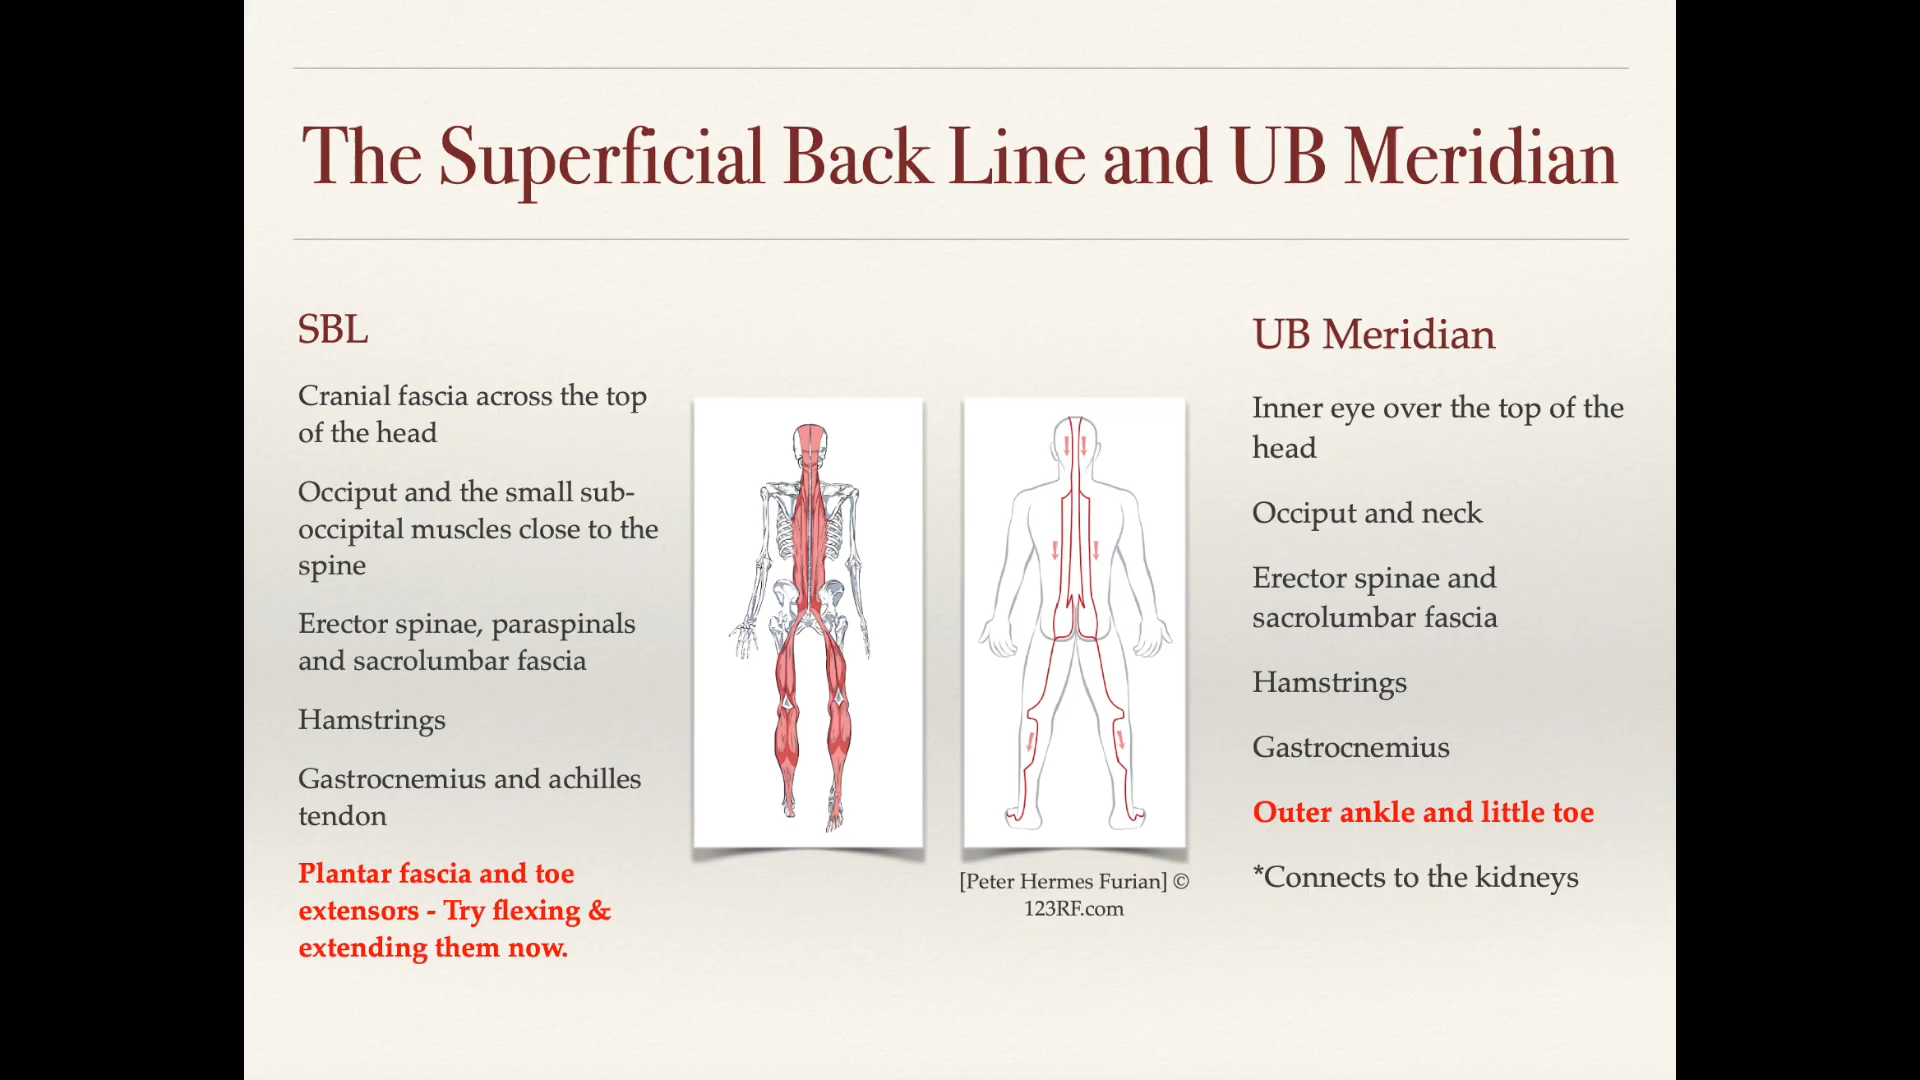 The Superficial Back Line and UB Meridian
SBL
Cranial fascia across the top
of the head
Occiput and the small sub-
occipital muscles close to the
spine
Erector spinae, paraspinals
and sacrolumbar fascia
Hamstrings
Gastrocnemius and achilles
tendon
Plantar fascia and toe
extensors - Try flexing &
extending them now.
[Peter Hermes Furian] ©
123RF.com
UB Meridian
Inner eye over the top of the
head
Occiput and neck
Erector spinae and
sacrolumbar fascia
Hamstrings
Gastrocnemius
Outer ankle and little toe
*Connects to the kidneys